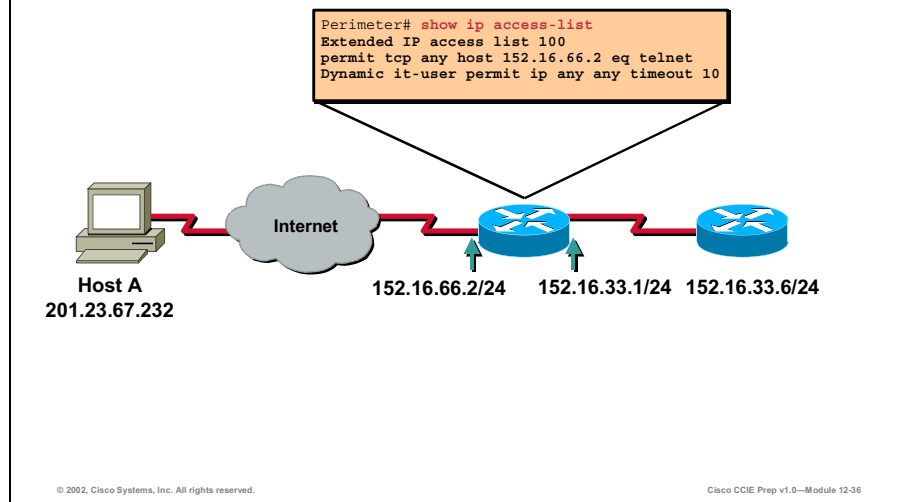 Perimeter# show ip access-list
Extended IP access list 100
permit tcp any host 152.16.66.2 eq telnet
Dynamic it-user permit ip any any timeout 10
Internet
Host A
201.23.67.232
152.16.66.2/24
152.16.33.1/24
152.16.33.6/24
© 2002, Cisco Systems, Inc. All rights reserved.
Cisco CCIE Prep v1.0—Module 12-36